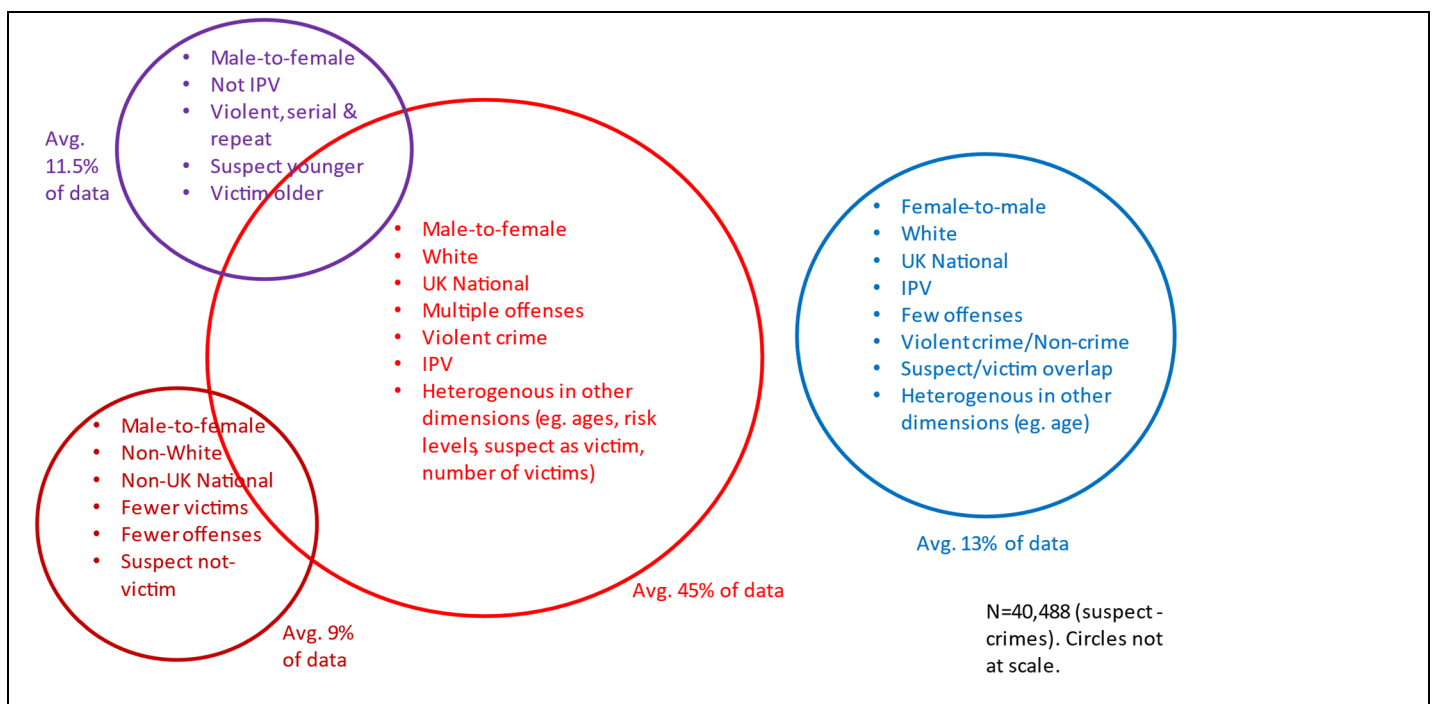 • Male-to-female
• Not IPV
• Violent, serial &
repeat
• Suspect younger
• Victim older
Avg.
11.5%
of data
• Male-to-female
• White
• UK National
• Multiple offenses
• Violent crime
• IPV
• Heterogenous in other
dimensions (eg. ages, risk
levels, suspect as victim,
number of victims)
Avg. 45% of data
• Female-to-male
• White
• UK National
• IPV
• Few offenses
• Violent crime/Non-crime
• Suspect/victim overlap
• Heterogenous in other
dimensions (eg. age)
Avg. 13% of data
• Male-to-female
• Non-White
• Non-UK National
• Fewer victims
• Fewer offenses
• Suspect not-
victim
Avg. 9%
of data
N=40,488 (suspect -
crimes). Circles not
at scale.